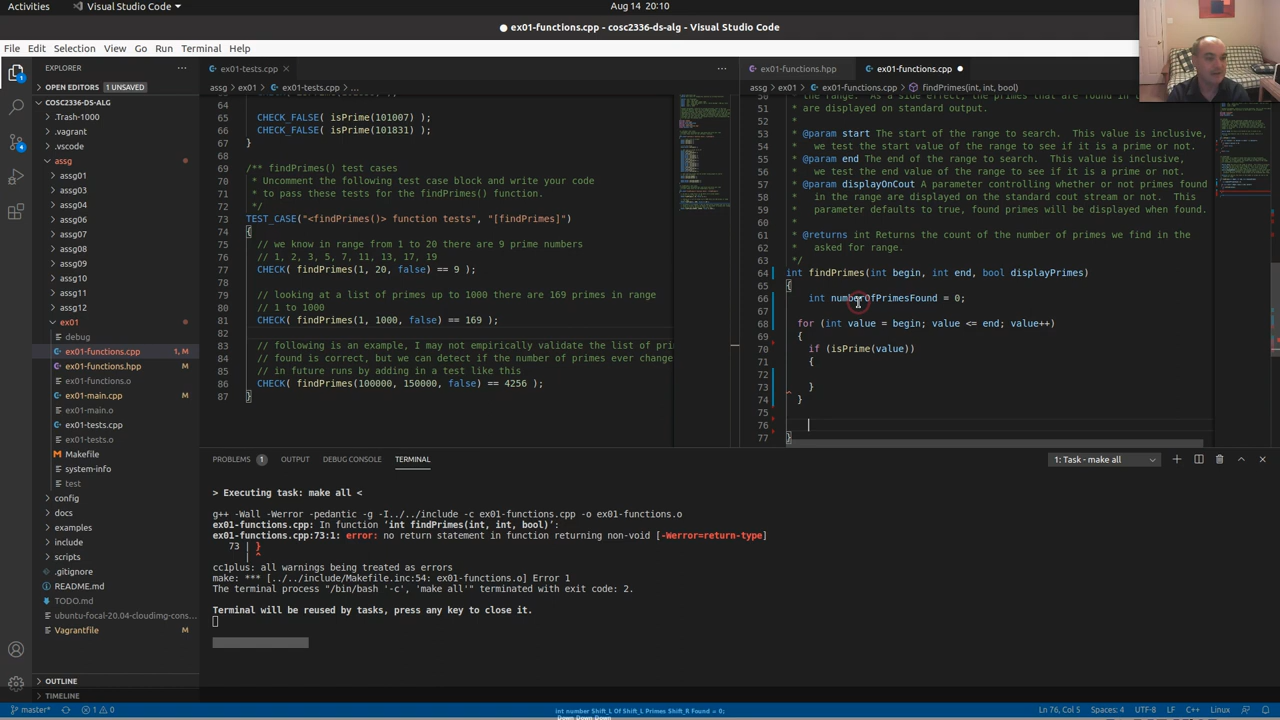 Activities
Visual Studio Code
Aug 14 20:10
ex01-functions.cpp - cosc2336-ds-alg - Visual Studio Code
File Edit Selection View Go Run Terminal Help
EXPLORER
OPEN EDITORS 1 UNSAVED
COSC2336-DS-ALG
.Trash-1000
.vagrant
.vscode
assg
assg01
assg03
assg04
assg06
assg07
assg08
assg09
assg10
assg11
assg12
ex01
debug
ex01-functions.cpp 1, M
ex01-functions.hpp M
ex01-functions.o
ex01-main.cpp M
ex01-main.o
ex01-tests.cpp
ex01-tests.o
Makefile
system-info
test
config
docs
examples
include
scripts
.gitignore
README.md
TODO.md
ubuntu-focal-20.04-cloudimg-cons...
Vagrantfile M
OUTLINE
TIMELINE
ex01-tests.cpp
assg > ex01 > ex01-tests.cpp > ...
65 CHECK_FALSE( isPrime(101007) );
66 CHECK_FALSE( isPrime(101831) );
67 }
68
69 /** findPrimes() test cases
70 * Uncomment the following test case block and write your code
71 * to pass these tests for the findPrimes() function.
72 */
73 TEST_CASE("<findPrimes()> function tests", "[findPrimes]")
74 {
75 // we know in range from 1 to 20 there are 9 prime numbers
76 // 1, 2, 3, 5, 7, 11, 13, 17, 19
77 CHECK( findPrimes(1, 20, false) == 9 );
78
79 // looking at a list of primes up to 1000 there are 169 primes in range
80 // 1 to 1000
81 CHECK( findPrimes(1, 1000, false) == 169 );
82
83 // following is an example, I may not empirically validate the list of pri
84 // found is correct, but we can detect if the number of primes ever change
85 // in future runs by adding in a test like this
86 CHECK( findPrimes(100000, 150000, false) == 4256 );
87 }
ex01-functions.hpp
ex01-functions.cpp
assg > ex01 > ex01-functions.cpp > findPrimes(int, int, bool)
51 * are displayed on standard output.
52 *
53 * @param start The start of the range to search. This value is inclusive,
54 * we test the start value of the range to see if it is a prime or not.
55 * @param end The end of the range to search. This value is inclusive,
56 * we test the end value of the range to see if it is a prime or not.
57 * @param displayOnCout A parameter controlling whether or not primes found
58 * in the range are displayed on the standard cout stream or not. This
59 * parameter defaults to true, found primes will be displayed when found.
60 *
61 * @returns int Returns the count of the number of primes we find in the
62 * asked for range.
63 */
64 int findPrimes(int begin, int end, bool displayPrimes)
65 {
66 int numberOfPrimesFound = 0;
67
68 for (int value = begin; value <= end; value++)
69 {
70 if (isPrime(value))
71 {
72
73 }
74 }
75
76
77 }
PROBLEMS 1 OUTPUT DEBUG CONSOLE TERMINAL
1: Task - make all
> Executing task: make all <
g++ -Wall -Werror -pedantic -g -I../../include -c ex01-functions.cpp -o ex01-functions.o
ex01-functions.cpp: In function ‘int findPrimes(int, int, bool)’:
ex01-functions.cpp:73:1: error: no return statement in function returning non-void [-Werror=return-type]
73 | }
| ^
cc1plus: all warnings being treated as errors
make: *** [../../include/Makefile.inc:54: ex01-functions.o] Error 1
The terminal process "/bin/bash '-c', 'make all'" terminated with exit code: 2.
Terminal will be reused by tasks, press any key to close it.
master* 1 0
int number Shift_L Of Shift_L Primes Shift_R Found = 0;
Down Down Down
Ln 76, Col 5 Spaces: 4 UTF-8 LF C++ Linux